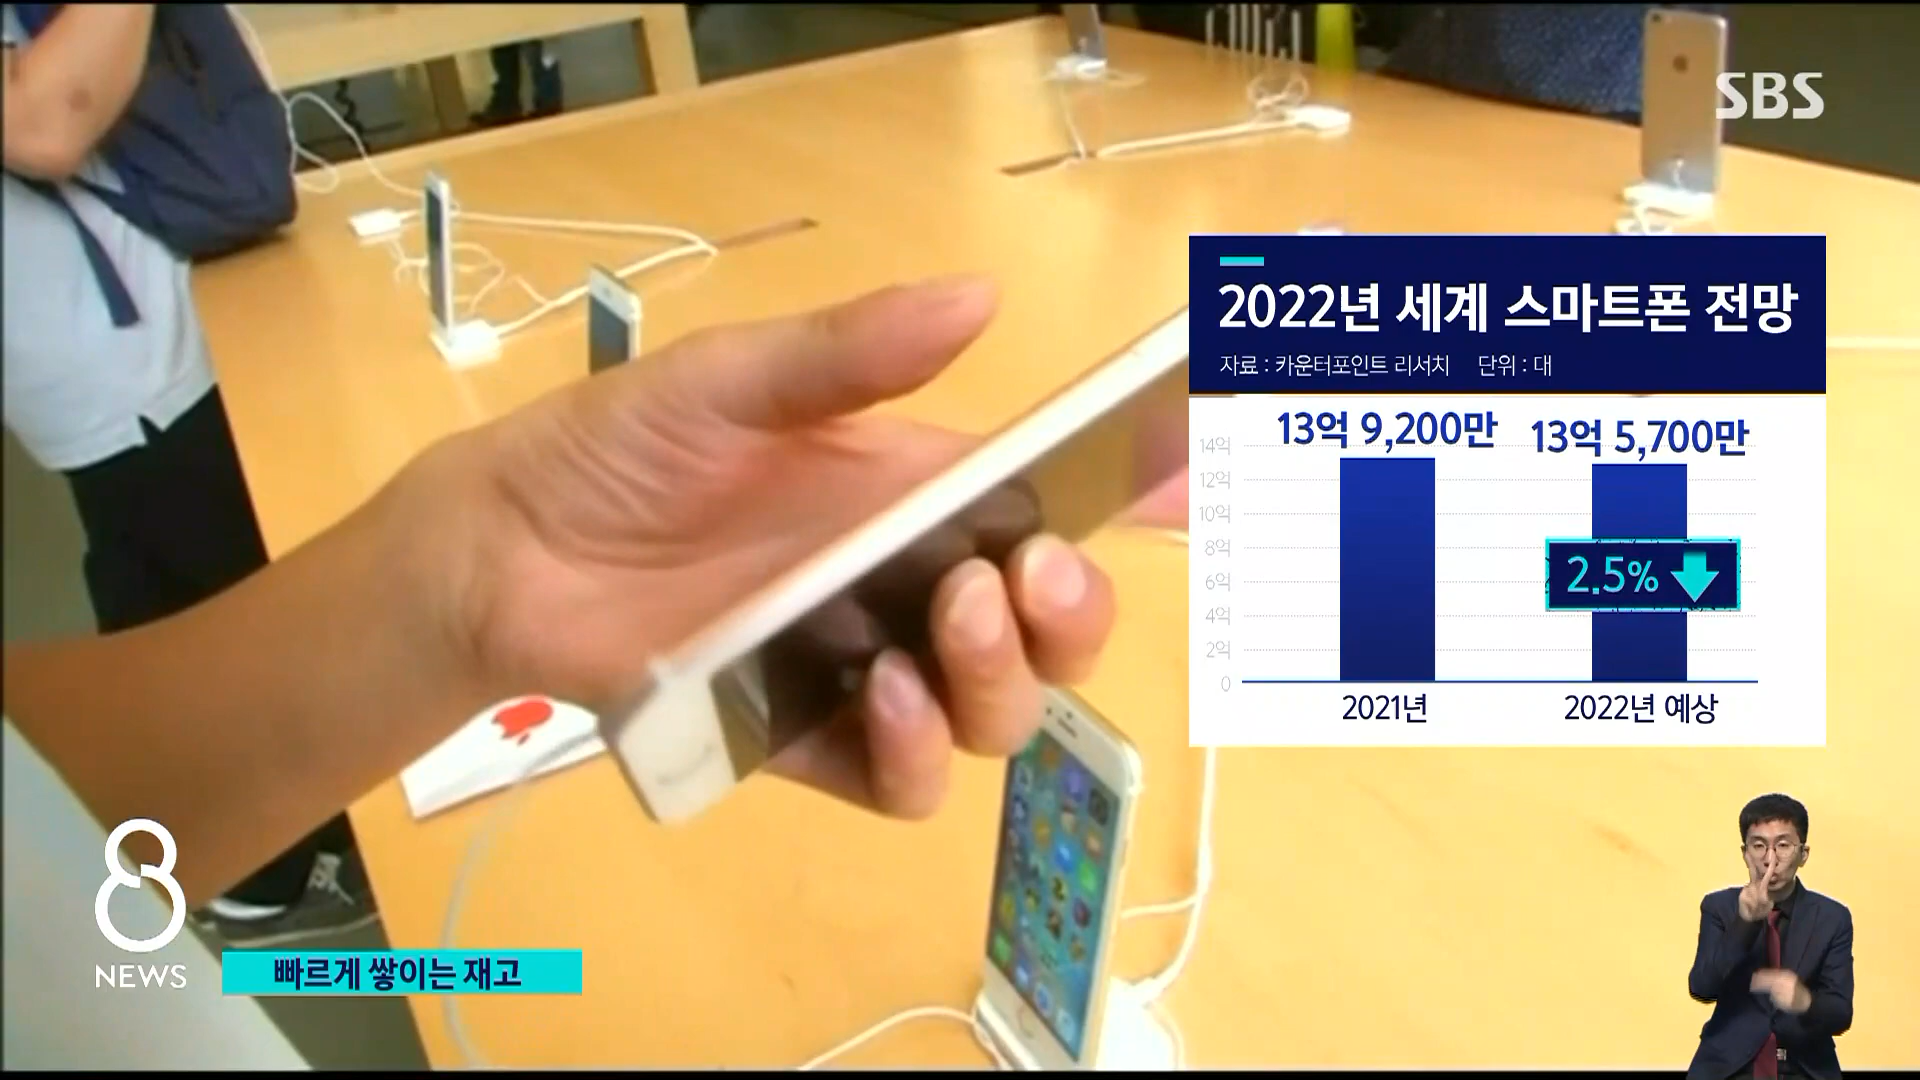 SBS
2022년 세계 스마트폰 전망
자료 : 카운터포인트 리서치 단위 : 대
13억 9,200만 13억 5,700만
14억
12억
10억
8억
6억
4억
2억
0
2.5%
2021년 2022년 예상
8
NEWS
빠르게 쌓이는 재고